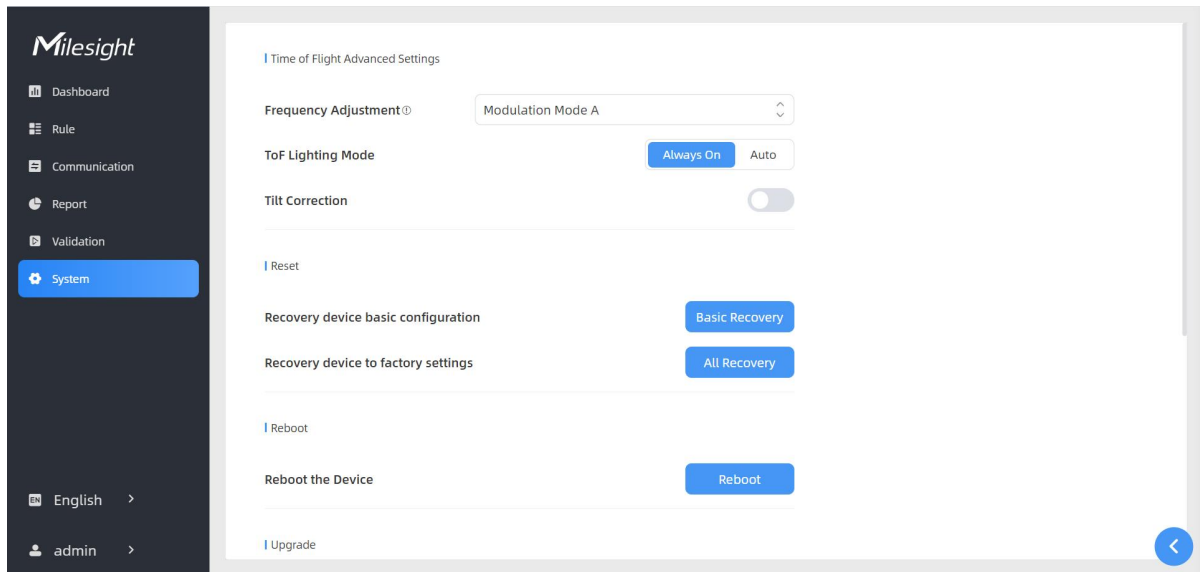 Milesight
Dashboard
Rule
Communication
Report
Validation
System
EN English
admin
Time of Flight Advanced Settings
Frequency Adjustment
Modulation Mode A
ToF Lighting Mode
Always On Auto
Tilt Correction
Reset
Recovery device basic configuration
Basic Recovery
Recovery device to factory settings
All Recovery
Reboot
Reboot the Device
Reboot
Upgrade